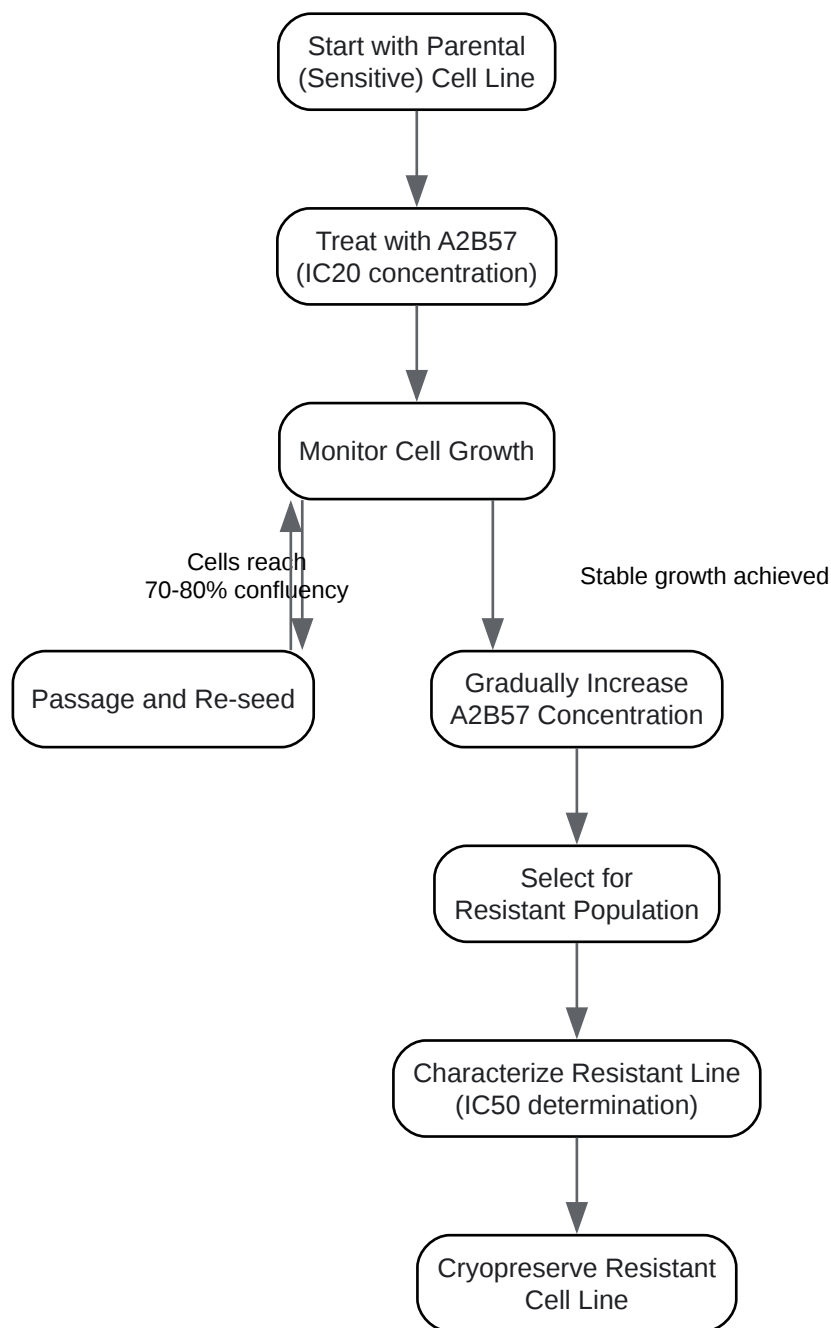 Start with Parental
(Sensitive) Cell Line
Treat with A2B57
(IC20 concentration)
Monitor Cell Growth
Cells reach
70-80% confluency
Stable growth achieved
Passage and Re-seed
Gradually Increase
A2B57 Concentration
Select for
Resistant Population
Characterize Resistant Line
(IC50 determination)
Cryopreserve Resistant
Cell Line